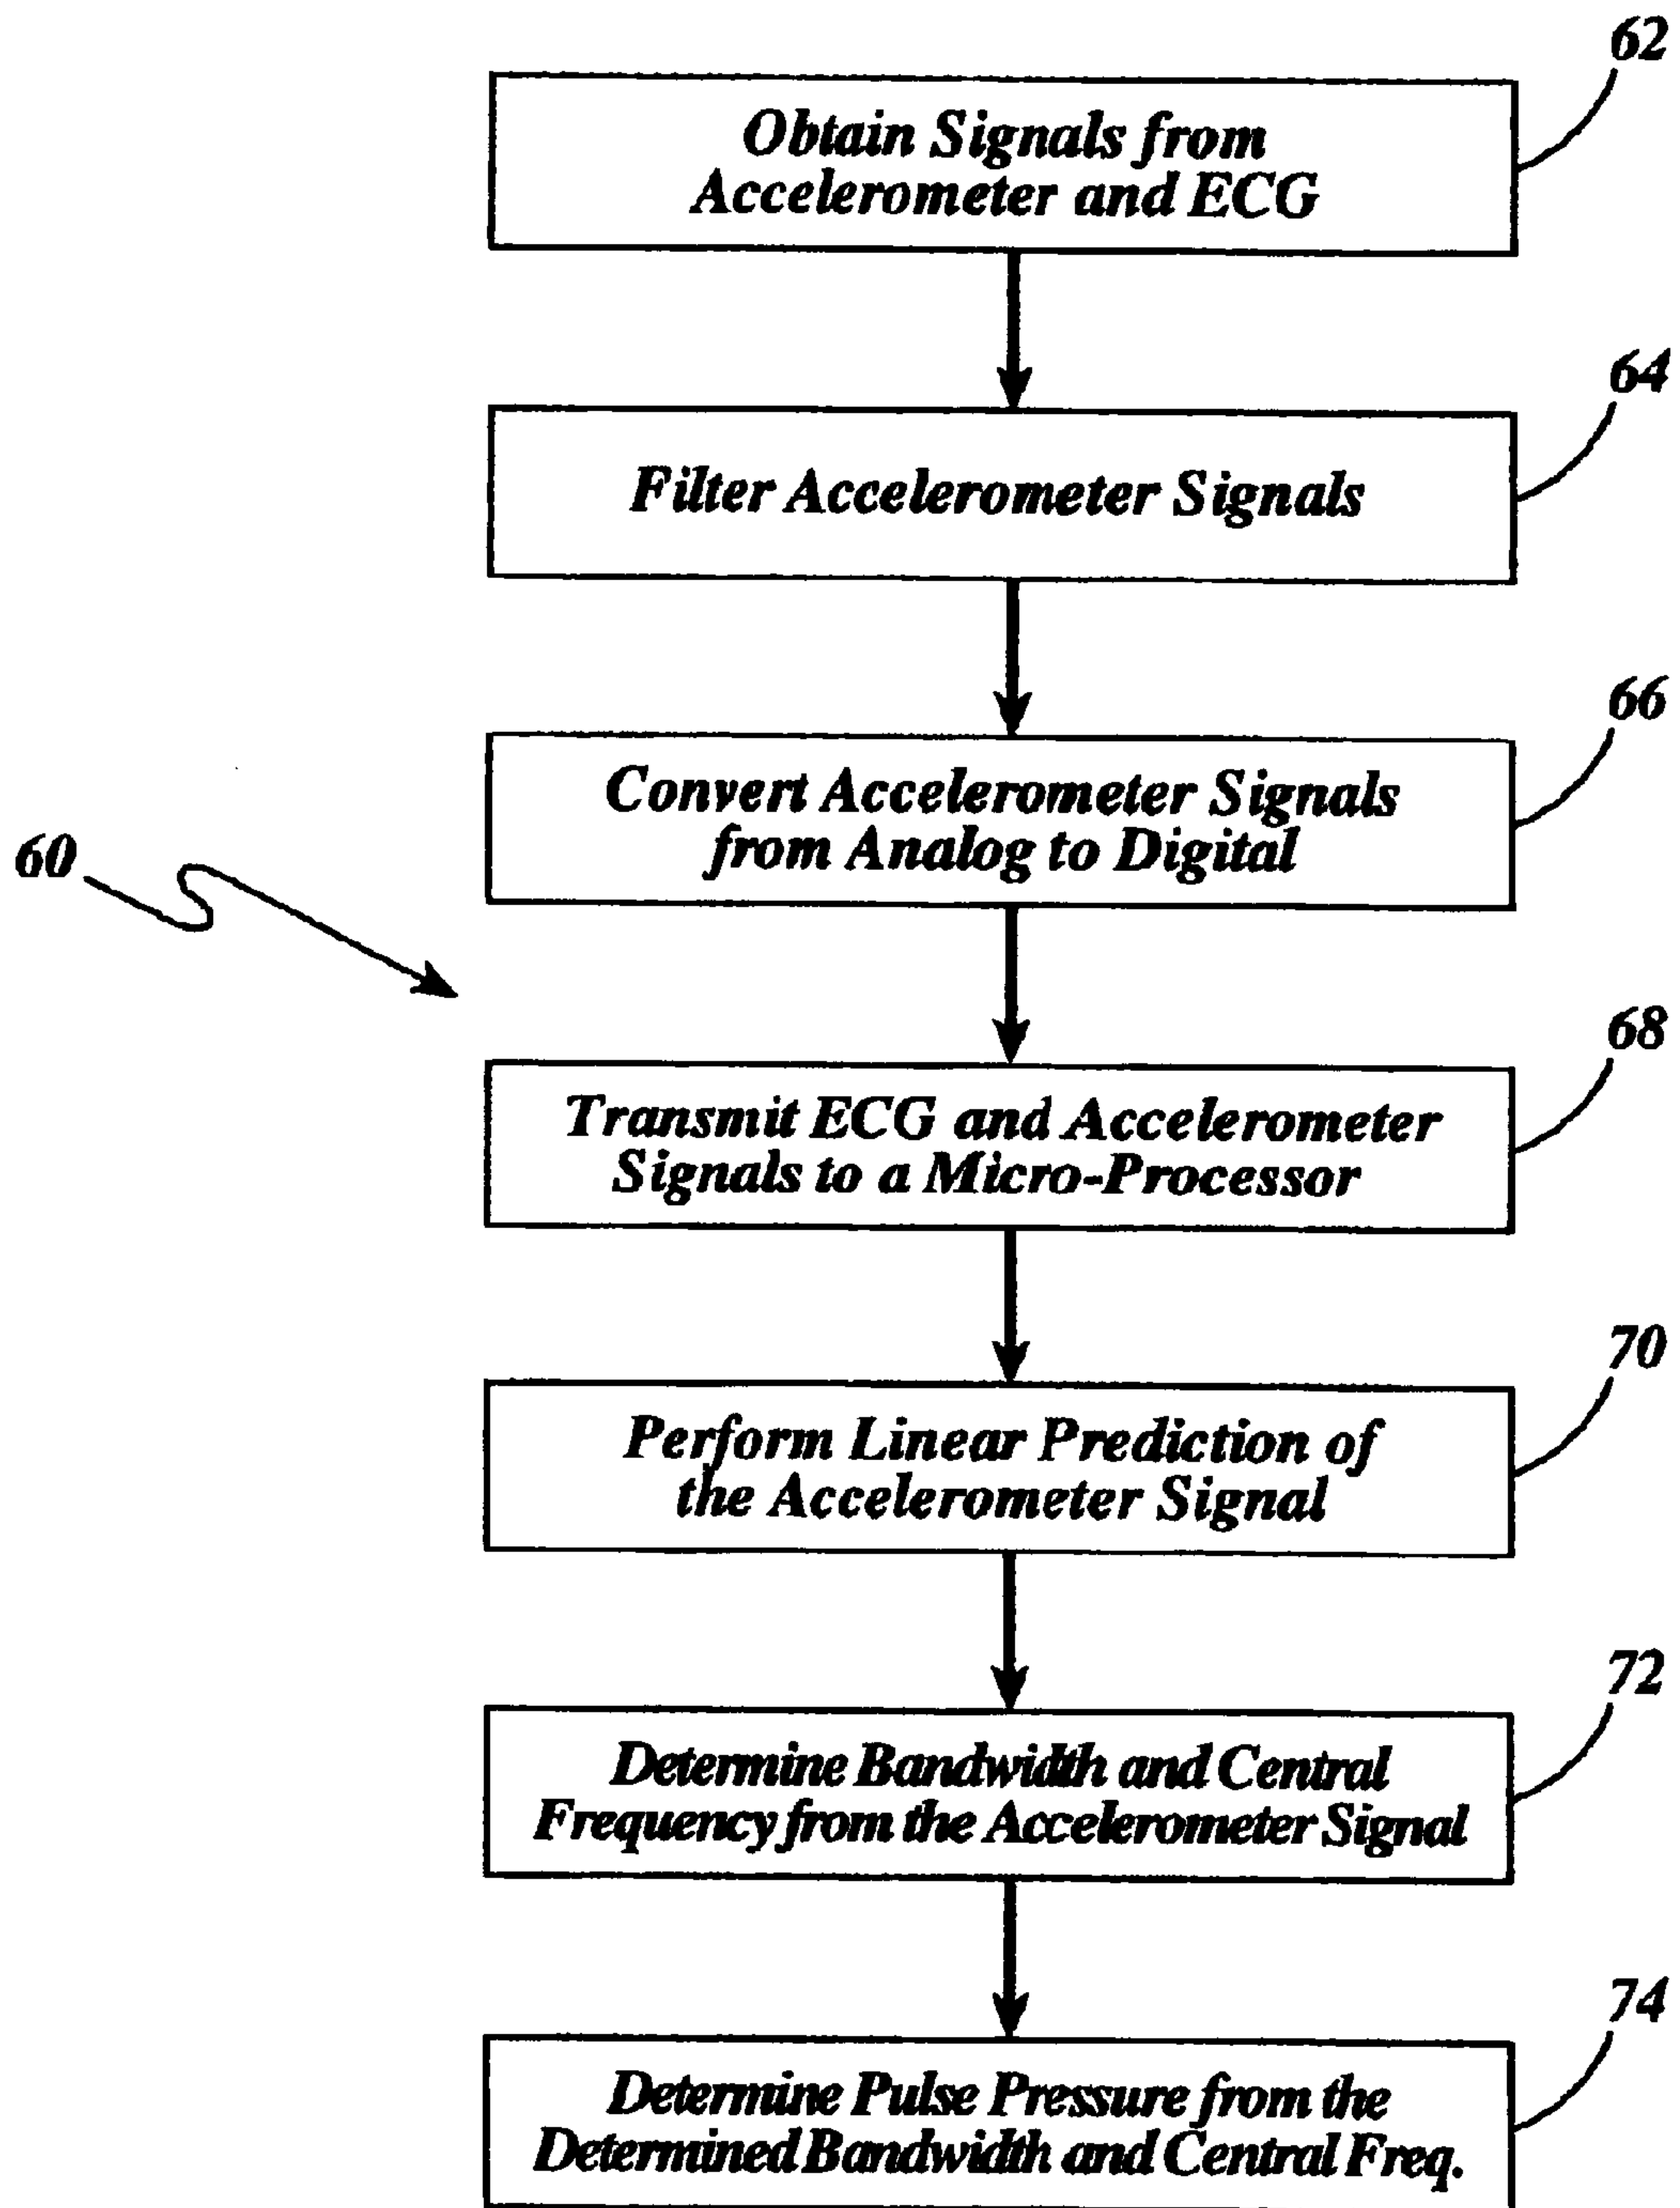 62
Obtain Signals from
Accelerometer and ECG
64
Filter Accelerometer Signals
66
Convert Accelerometer Signals
from Analog to Digital
60
68
Transmit ECG and Accelerometer
Signals to a Micro-Processor
70
Perform Linear Prediction of
the Accelerometer Signal
72
Determine Bandwidth and Central
Frequency from the Accelerometer Signal
74
Determine Pulse Pressure from the
Determined Bandwidth and Central Freq.